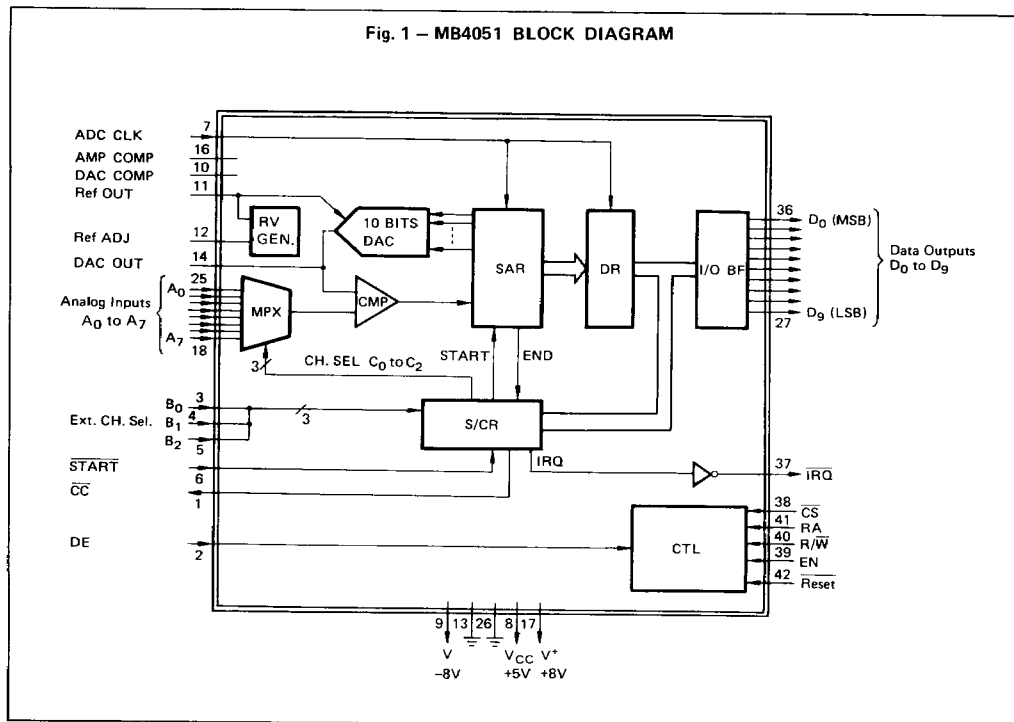 Fig. 1 – MB4051 BLOCK DIAGRAM
ADC CLK 7
AMP COMP 16
DAC COMP 10
Ref OUT 11
RV GEN.
10 BITS DAC
SAR
DR
I/O BF
36 D0 (MSB)
Data Outputs
D0 to D9
D9 (LSB)
27
Ref ADJ 12
DAC OUT 14
25
A0
Analog Inputs
A0 to A7
A7
18
MPX
CMP
3
CH. SEL C0 to C2
START
END
Ext. CH. Sel.
B0 3
B1 4
B2
5
3
S/CR
IRQ
37 I̅R̅Q̅
S̅T̅A̅R̅T̅
6
C̅C̅
1
DE
2
CTL
38 C̅S̅
41 RA
40 R/W̅
39 EN
42 R̅e̅s̅e̅t̅
9 13 26 8 17
V VCC V+
–8V +5V +8V